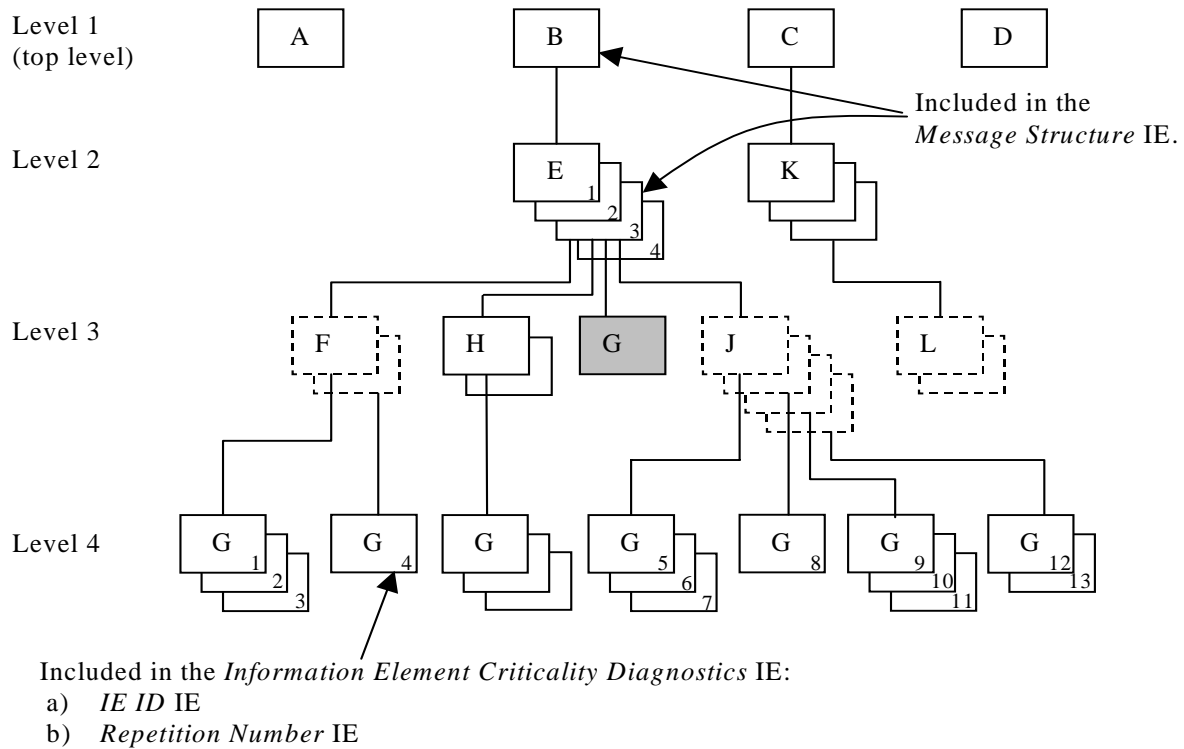 Level 1
(top level)
A
B
C
D
Included in the
Message Structure IE.
Level 2
E
1
2
3
4
K
Level 3
F
H
G
J
L
Level 4
G
1
2
3
G
4
G
G
5
6
7
G
8
G
9
10
11
G
12
13
Included in the Information Element Criticality Diagnostics IE:
a) IE ID IE
b) Repetition Number IE